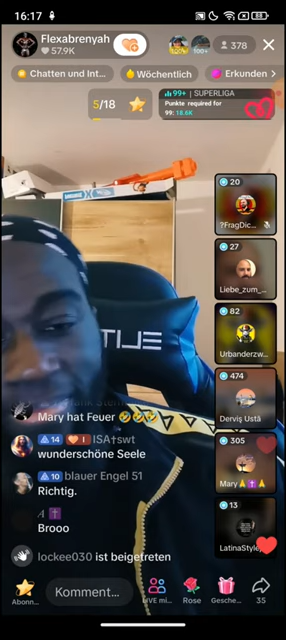 16:17
58
Flexabrenyah
57.9K
100+
378
Chatten und Int...
Wöchentlich
Erkunden
5/18
99+ | SUPERLIGA
Punkte required for
99: 18.6K
20
?FragDic...
27
Liebe_zum_...
82
Urbanderzw...
474
Derviş Ustâ
305
Mary🙏✝️🙏
13
LatinaStyle
Mary hat Feuer 🤣🤣🤣
14 I ISA✝swt
wunderschöne Seele
10 blauer Engel 51
Richtig.
A ✝️
Brooo
lockee030 ist beigetreten
Abonn...
Komment...
LIVE mi...
Rose
Gesche...
35